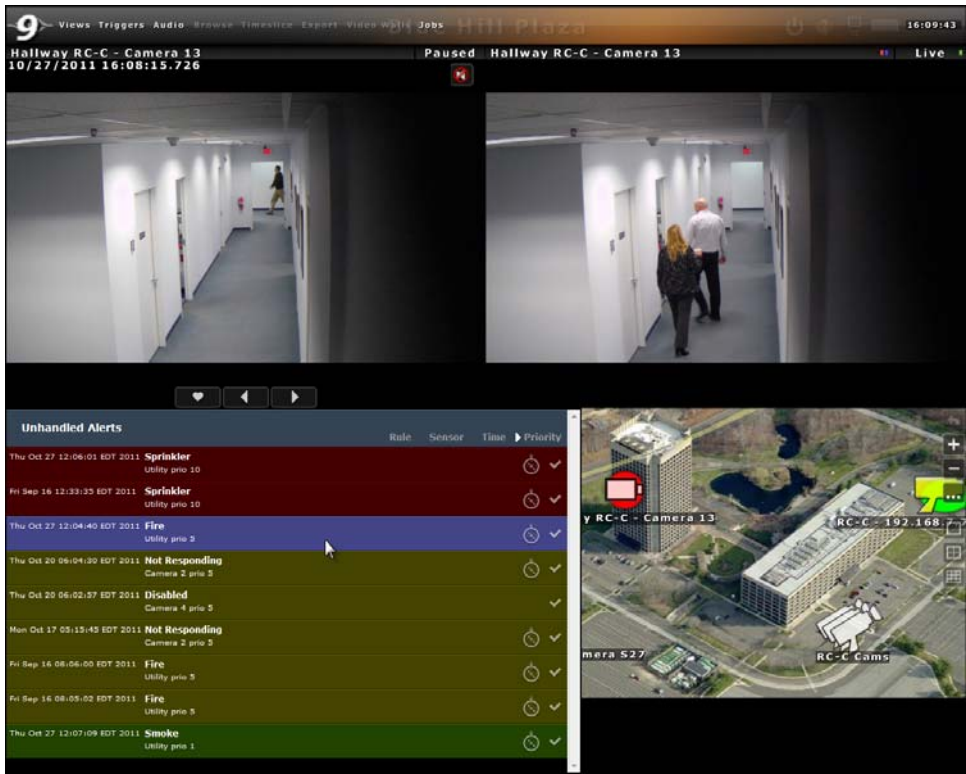 9 Views Triggers Audio Browse Timeslice Export Video Walls Jobs Hill Plaza 16:09:43
Hallway RC-C - Camera 13 Paused
10/27/2011 16:08:15.726
Hallway RC-C - Camera 13 Live
Unhandled Alerts
Rule Sensor Time Priority
Thu Oct 27 12:06:01 EDT 2011 Sprinkler
Utility prio 10
Fri Sep 16 12:33:35 EDT 2011 Sprinkler
Utility prio 10
Thu Oct 27 12:04:40 EDT 2011 Fire
Utility prio 5
Thu Oct 20 06:04:30 EDT 2011 Not Responding
Camera 2 prio 5
Thu Oct 20 06:02:57 EDT 2011 Disabled
Camera 4 prio 5
Mon Oct 17 05:15:45 EDT 2011 Not Responding
Camera 2 prio 5
Fri Sep 16 08:06:00 EDT 2011 Fire
Utility prio 5
Fri Sep 16 08:05:02 EDT 2011 Fire
Utility prio 5
Thu Oct 27 12:07:09 EDT 2011 Smoke
Utility prio 1
y RC-C - Camera 13
RC-C - 192.168.7.
mera S27
RC-C Cams